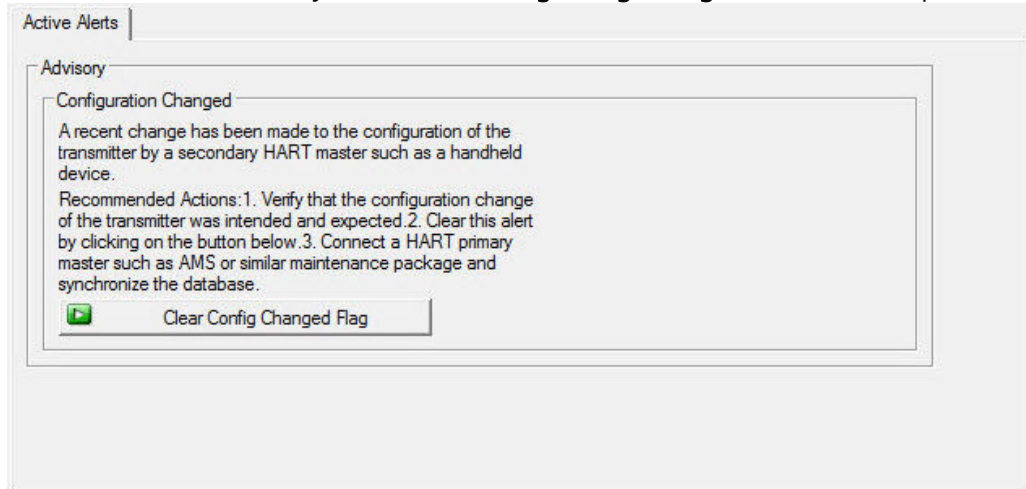 Active Alerts
Advisory
Configuration Changed
A recent change has been made to the configuration of the
transmitter by a secondary HART master such as a handheld
device.
Recommended Actions:1. Verify that the configuration change
of the transmitter was intended and expected.2. Clear this alert
by clicking on the button below.3. Connect a HART primary
master such as AMS or similar maintenance package and
synchronize the database.
Clear Config Changed Flag